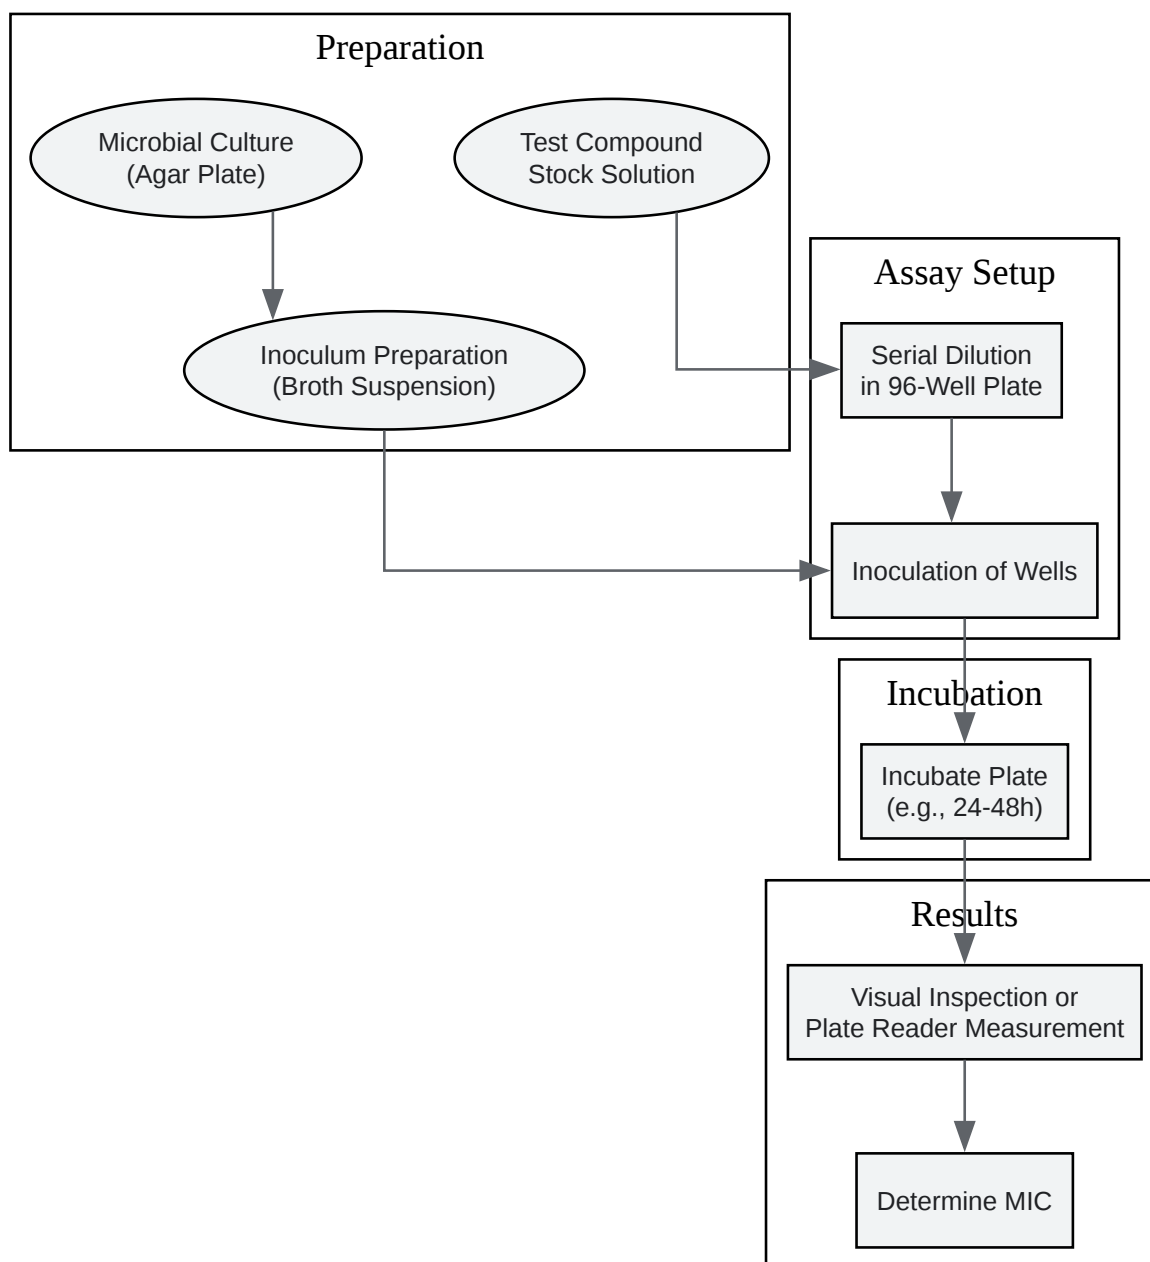 Preparation
Microbial Culture
(Agar Plate)
Test Compound
Stock Solution
Inoculum Preparation
(Broth Suspension)
Assay Setup
Serial Dilution
in 96-Well Plate
Inoculation of Wells
Incubation
Incubate Plate
(e.g., 24-48h)
Results
Visual Inspection or
Plate Reader Measurement
Determine MIC